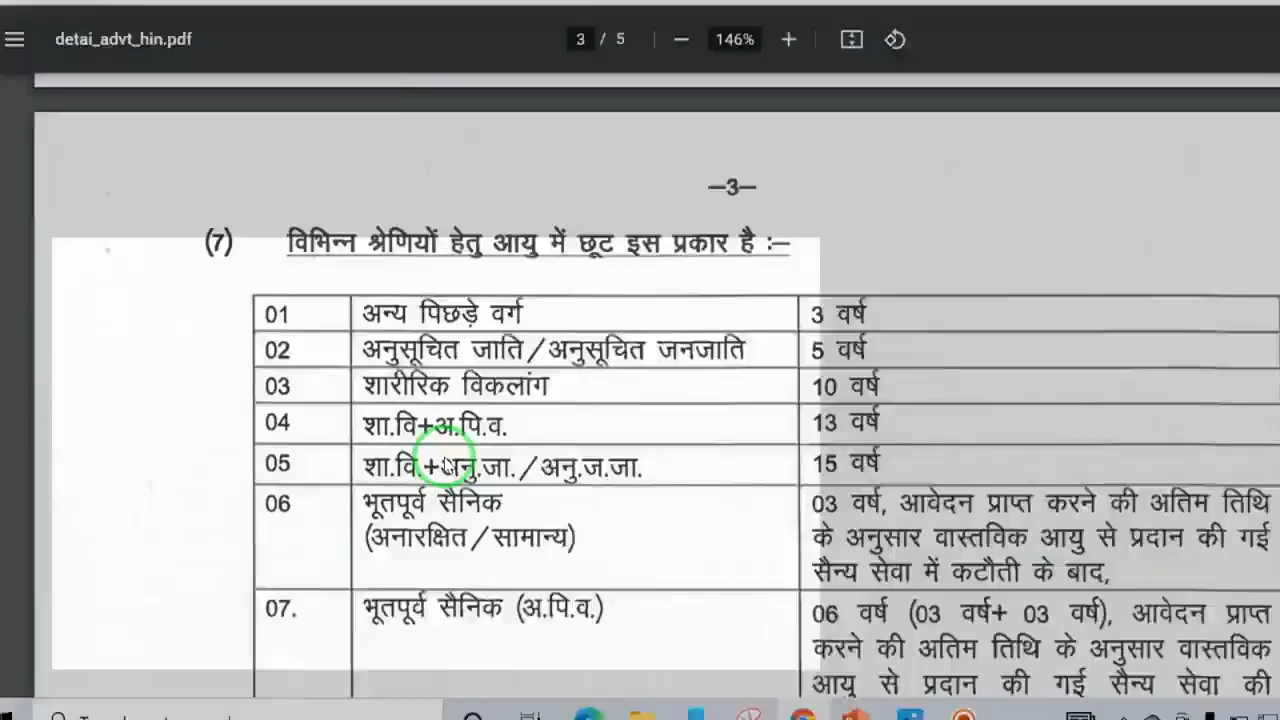 detai_advt_hin.pdf 3 / 5 146%
—3—
(7) विभिन्न श्रेणियों हेतु आयु में छूट इस प्रकार है :—
01 अन्य पिछड़े वर्ग 3 वर्ष
02 अनुसूचित जाति/अनुसूचित जनजाति 5 वर्ष
03 शारीरिक विकलांग 10 वर्ष
04 शा.वि+अ.पि.व. 13 वर्ष
05 शा.वि.+अनु.जा./अनु.ज.जा. 15 वर्ष
06 भूतपूर्व सैनिक 03 वर्ष, आवेदन प्राप्त करने की अतिम तिथि
(अनारक्षित/सामान्य) के अनुसार वास्तविक आयु से प्रदान की गई
सैन्य सेवा में कटौती के बाद,
07. भूतपूर्व सैनिक (अ.पि.व.) 06 वर्ष (03 वर्ष+ 03 वर्ष), आवेदन प्राप्त
करने की अतिम तिथि के अनुसार वास्तविक
आयु से प्रदान की गई सैन्य सेवा की